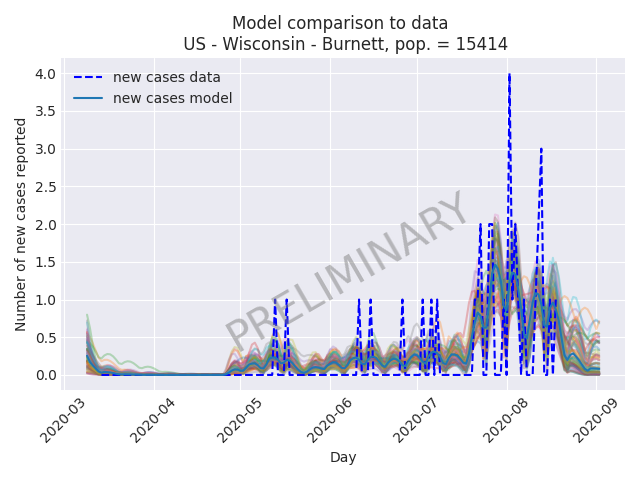 Model comparison to data
US - Wisconsin - Burnett, pop. = 15414
new cases data
new cases model
Number of new cases reported
4.0
3.5
3.0
2.5
2.0
1.5
1.0
0.5
0.0
PRELIMINARY
2020-03
2020-04
2020-05
2020-06
2020-07
2020-08
2020-09
Day